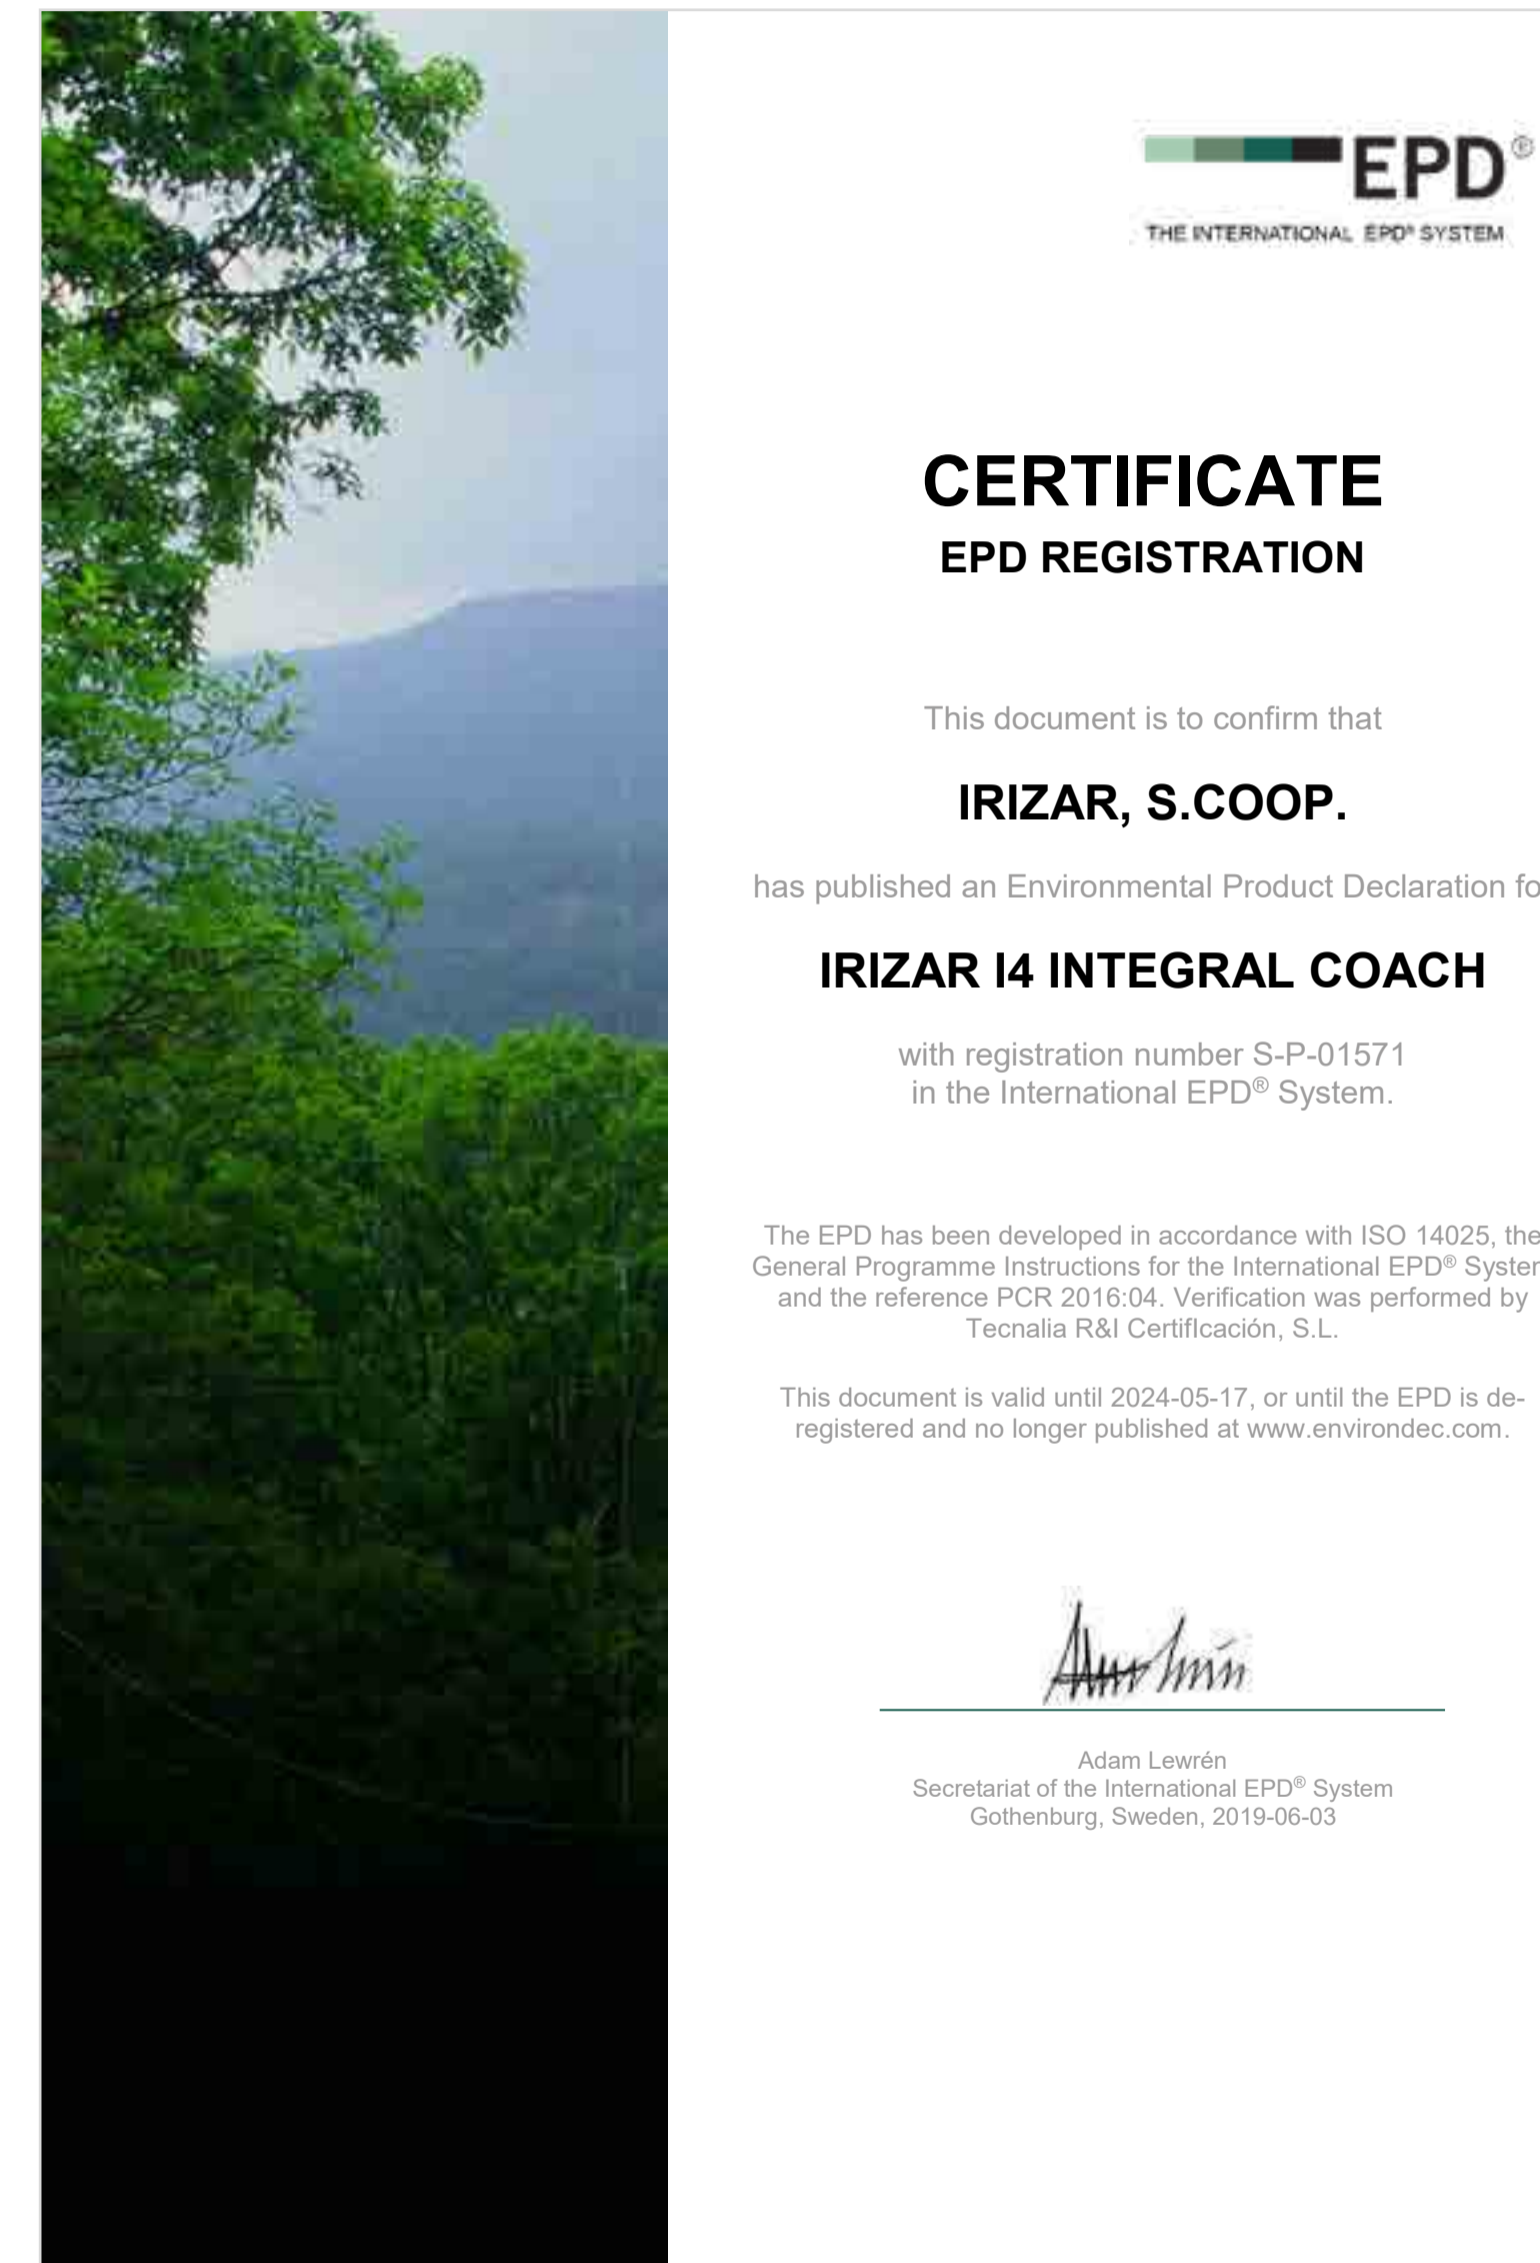 EPD®
THE INTERNATIONAL EPD® SYSTEM
CERTIFICATE
EPD REGISTRATION
This document is to confirm that
IRIZAR, S.COOP.
has published an Environmental Product Declaration fo
IRIZAR I4 INTEGRAL COACH
with registration number S-P-01571
in the International EPD® System.
The EPD has been developed in accordance with ISO 14025, the
General Programme Instructions for the International EPD® System
and the reference PCR 2016:04. Verification was performed by
Tecnalia R&I CertifIcación, S.L.
This document is valid until 2024-05-17, or until the EPD is de-
registered and no longer published at www.environdec.com.
Adam Lewrén
Secretariat of the International EPD® System
Gothenburg, Sweden, 2019-06-03